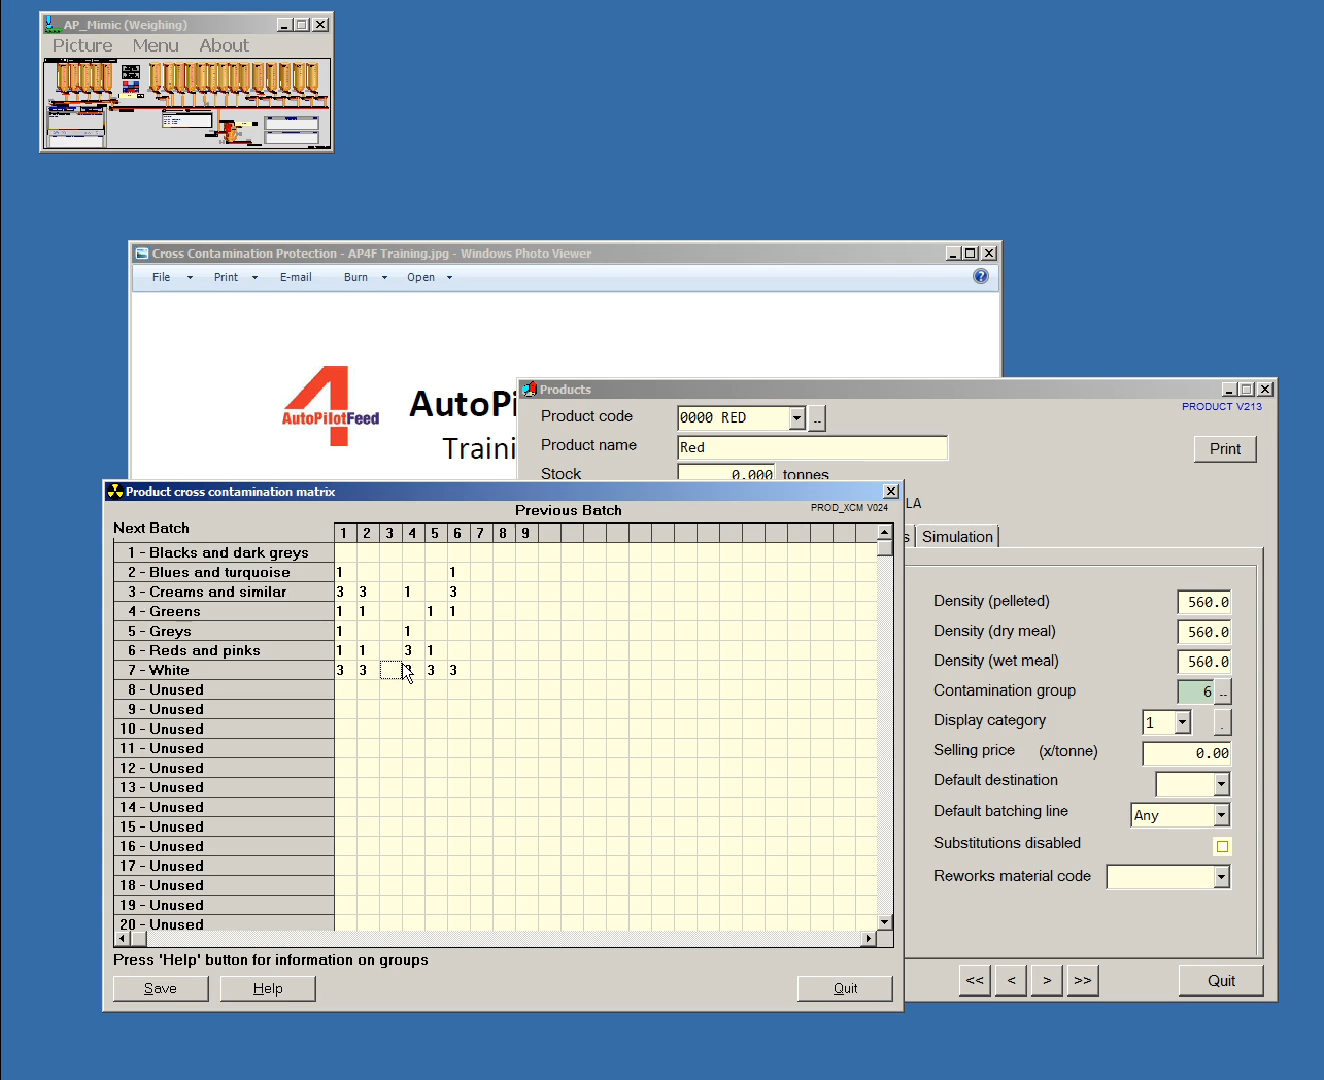 AP_Mimic (Weighing)
Picture Menu About
Cross Contamination Protection - AP4F Training.jpg - Windows Photo Viewer
File Print E-mail Burn Open
AutoPilotFeed
AutoPi
Traini
Products
PRODUCT V213
Product code 0000 RED ..
Product name Red
Print
Stock 0.000 tonnes
LA
s Simulation
Density (pelleted) 560.0
Density (dry meal) 560.0
Density (wet meal) 560.0
Contamination group 6 ..
Display category 1 .
Selling price (x/tonne) 0.00
Default destination
Default batching line Any
Substitutions disabled
Reworks material code
<< < > >> Quit
Product cross contamination matrix
Previous Batch PROD_XCM V024
Next Batch
1 2 3 4 5 6 7 8 9
1 - Blacks and dark greys
2 - Blues and turquoise 1 1
3 - Creams and similar 3 3 1 3
4 - Greens 1 1 1 1
5 - Greys 1 1
6 - Reds and pinks 1 1 3 1
7 - White 3 3 3 3
8 - Unused
9 - Unused
10 - Unused
11 - Unused
12 - Unused
13 - Unused
14 - Unused
15 - Unused
16 - Unused
17 - Unused
18 - Unused
19 - Unused
20 - Unused
Press 'Help' button for information on groups
Save Help Quit